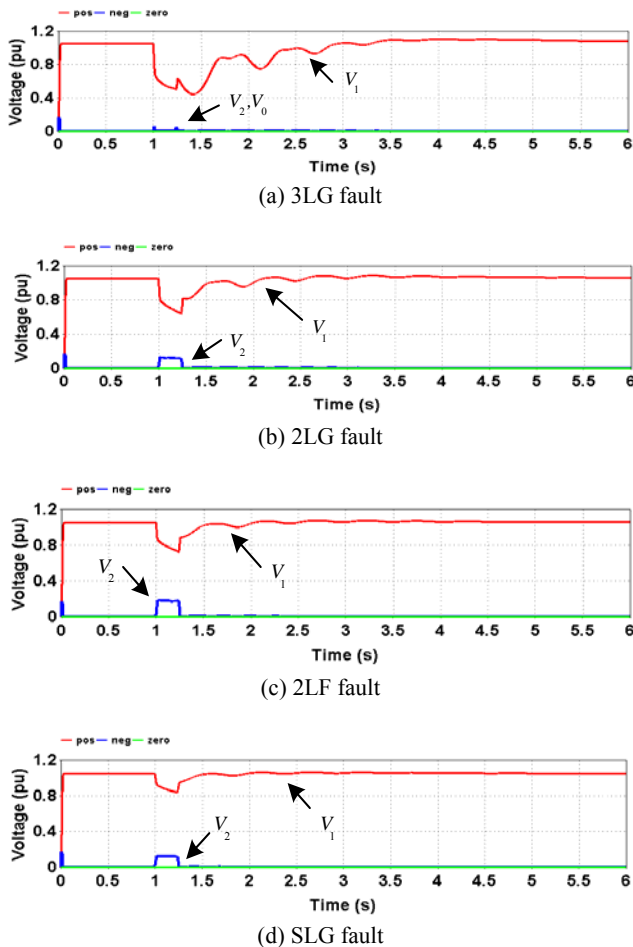 pos neg zero
1.2
0.8
0.4
0
Voltage (pu)
V1
V2,V0
0 0.5 1 1.5 2 2.5 3 3.5 4 4.5 5 5.5 6
Time (s)
(a) 3LG fault
pos neg zero
1.2
0.8
0.4
0
Voltage (pu)
V2
V1
0 0.5 1 1.5 2 2.5 3 3.5 4 4.5 5 5.5 6
Time (s)
(b) 2LG fault
pos neg zero
1.2
0.8
0.4
0
Voltage (pu)
V2
V1
0 0.5 1 1.5 2 2.5 3 3.5 4 4.5 5 5.5 6
Time (s)
(c) 2LF fault
pos neg zero
1.2
0.8
0.4
0
Voltage (pu)
V2
V1
0 0.5 1 1.5 2 2.5 3 3.5 4 4.5 5 5.5 6
Time (s)
(d) SLG fault